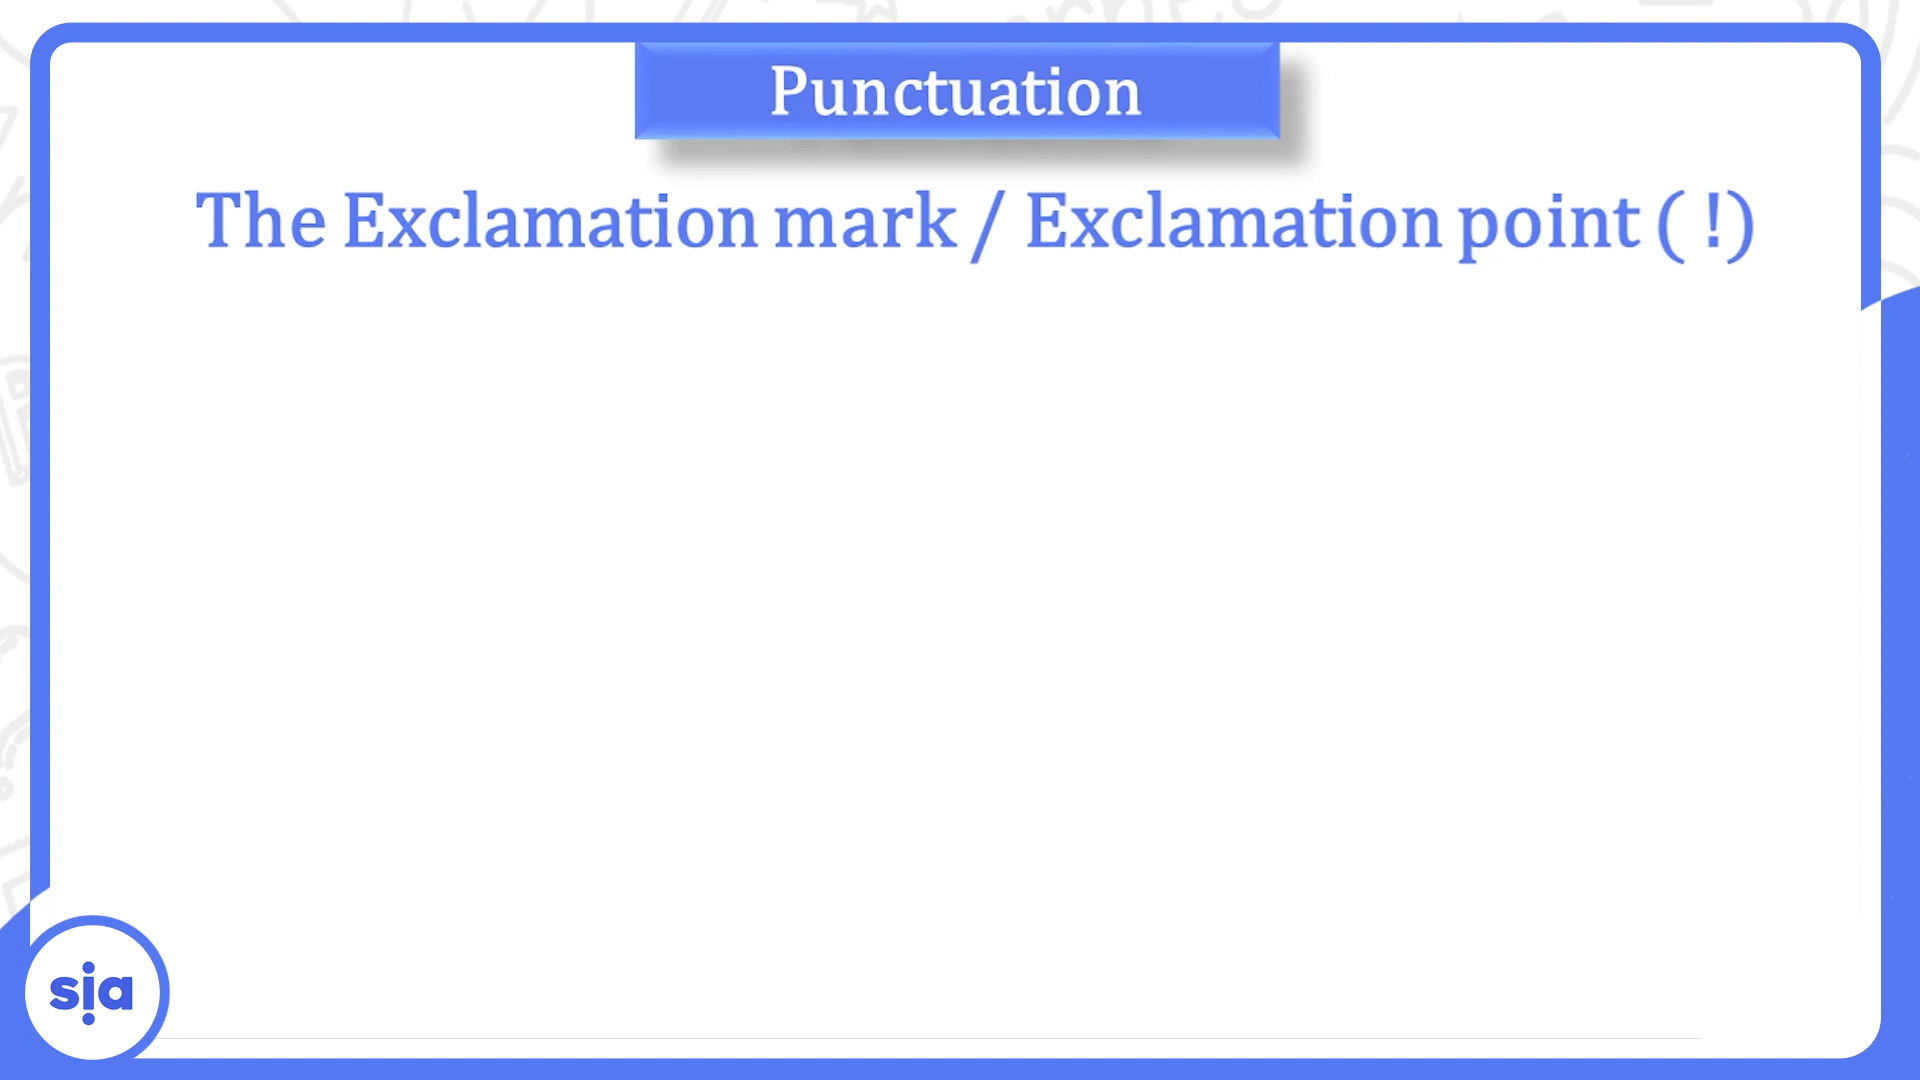 Punctuation
The Exclamation mark / Exclamation point ( !)
sia